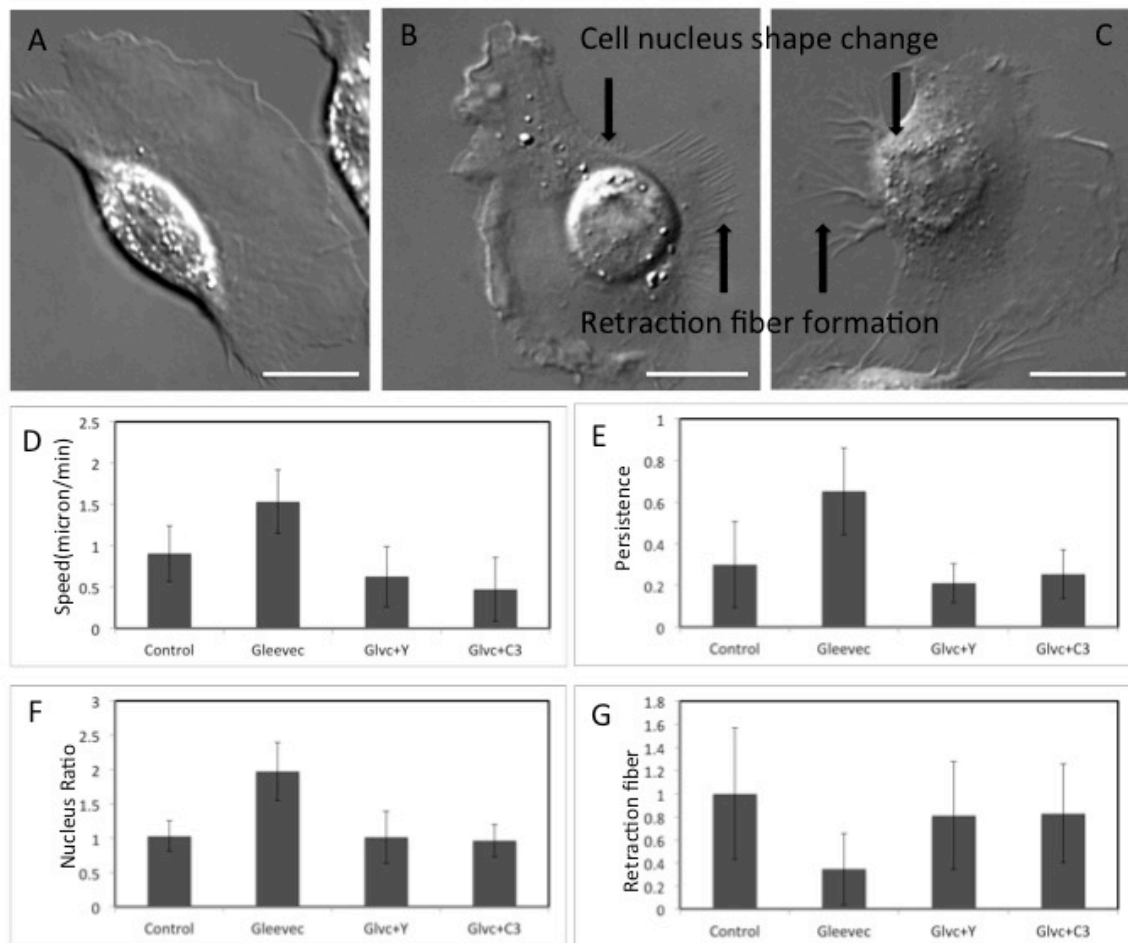 A
B
Cell nucleus shape change
C
Retraction fiber formation
D
Speed(micron/min)
2.5
2
1.5
1
0.5
0
Control Gleevec Glvc+Y Glvc+C3
E
Persistence
1
0.8
0.6
0.4
0.2
0
Control Gleevec Glvc+Y Glvc+C3
F
Nucleus Ratio
3
2.5
2
1.5
1
0.5
0
Control Gleevec Glvc+Y Glvc+C3
G
Retraction fiber
1.8
1.6
1.4
1.2
1
0.8
0.6
0.4
0.2
0
Control Gleevec Glvc+Y Glvc+C3